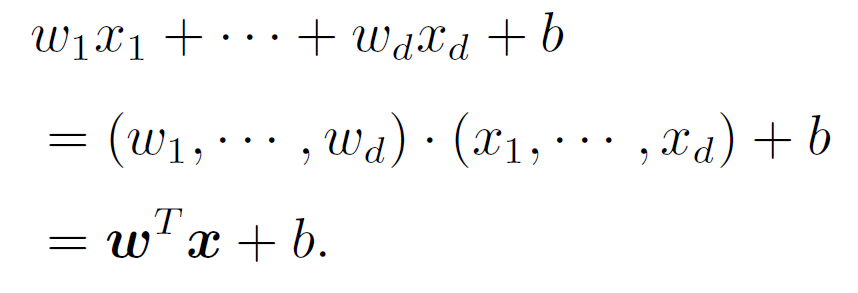 w₁x₁ + ··· + w_d x_d + b
= (w₁, ··· , w_d) · (x₁, ··· , x_d) + b
= wᵀx + b.